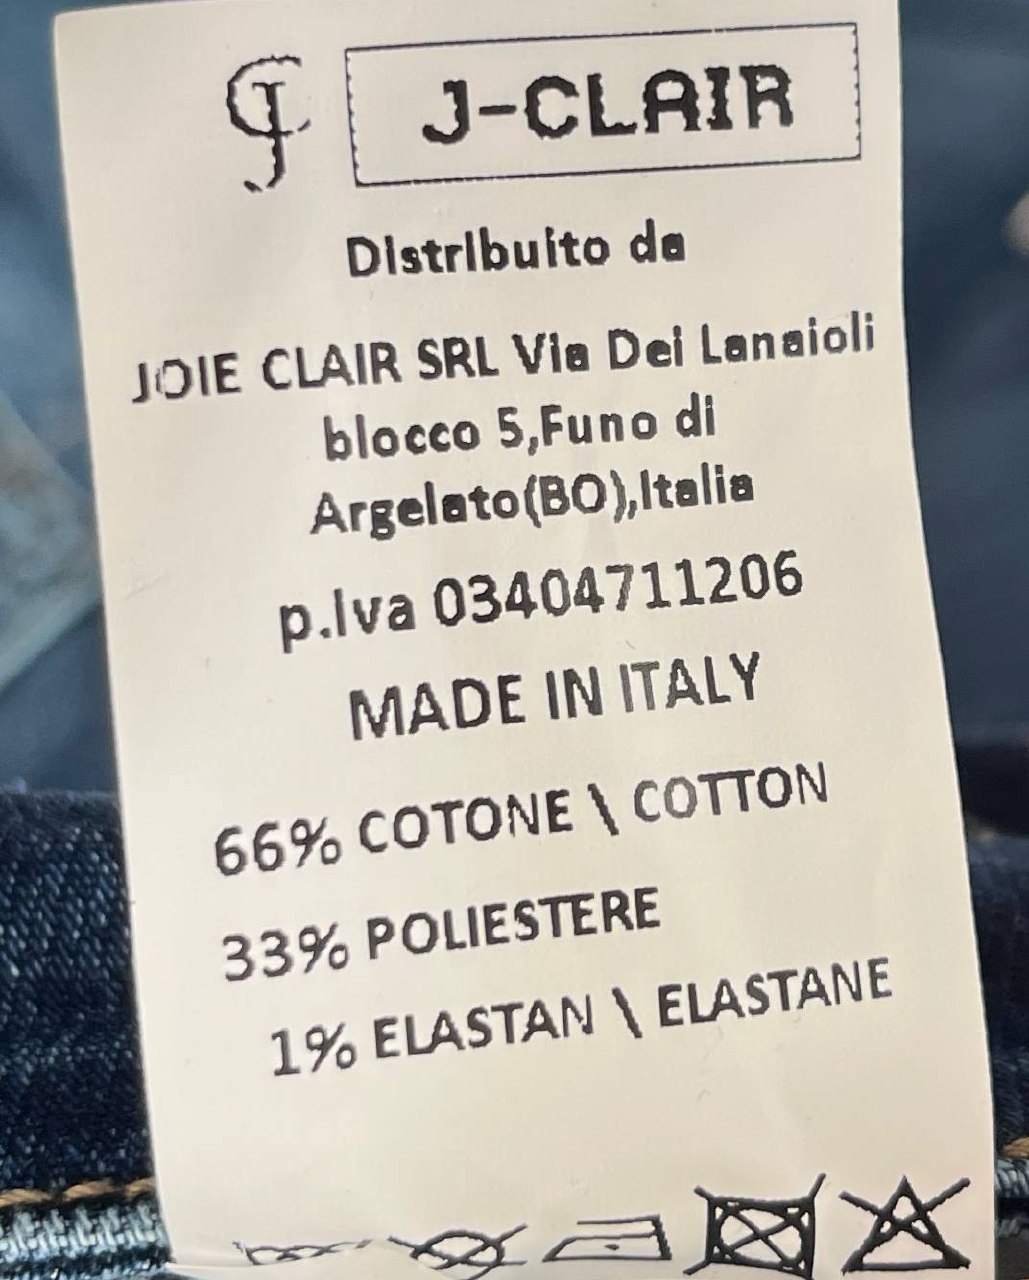 J-CLAIR
Distribuito da
JOIE CLAIR SRL Via Dei Lanaioli
blocco 5,Funo di
Argelato(BO),Italia
p.Iva 03404711206
MADE IN ITALY
66% COTONE \ COTTON
33% POLIESTERE
1% ELASTAN \ ELASTANE